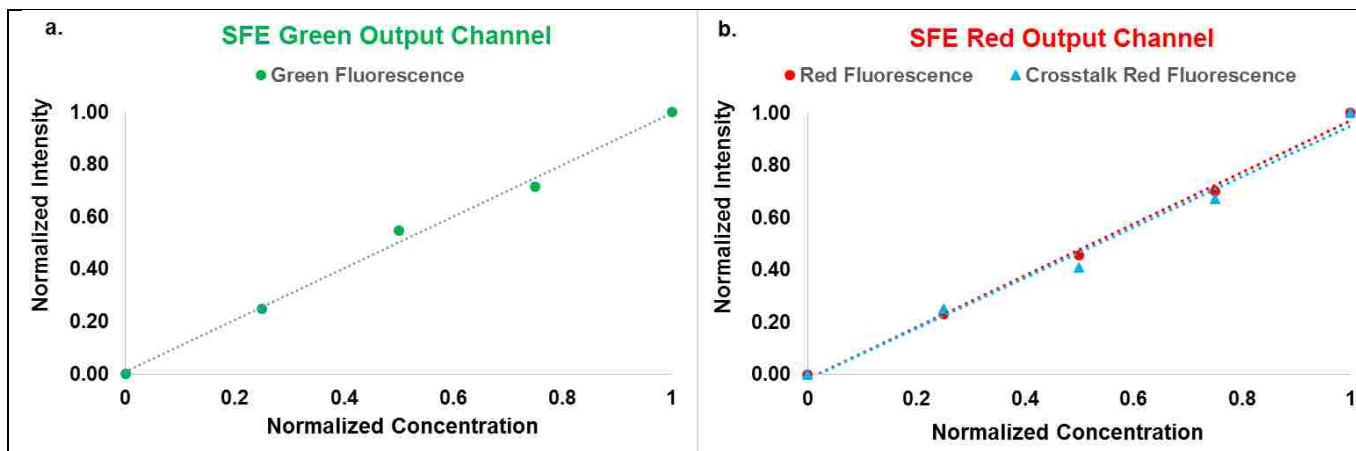 a.
SFE Green Output Channel
Green Fluorescence
Normalized Intensity
1.00
0.80
0.60
0.40
0.20
0.00
0 0.2 0.4 0.6 0.8 1
Normalized Concentration
b.
SFE Red Output Channel
Red Fluorescence Crosstalk Red Fluorescence
Normalized Intensity
1.00
0.80
0.60
0.40
0.20
0.00
0 0.2 0.4 0.6 0.8 1
Normalized Concentration